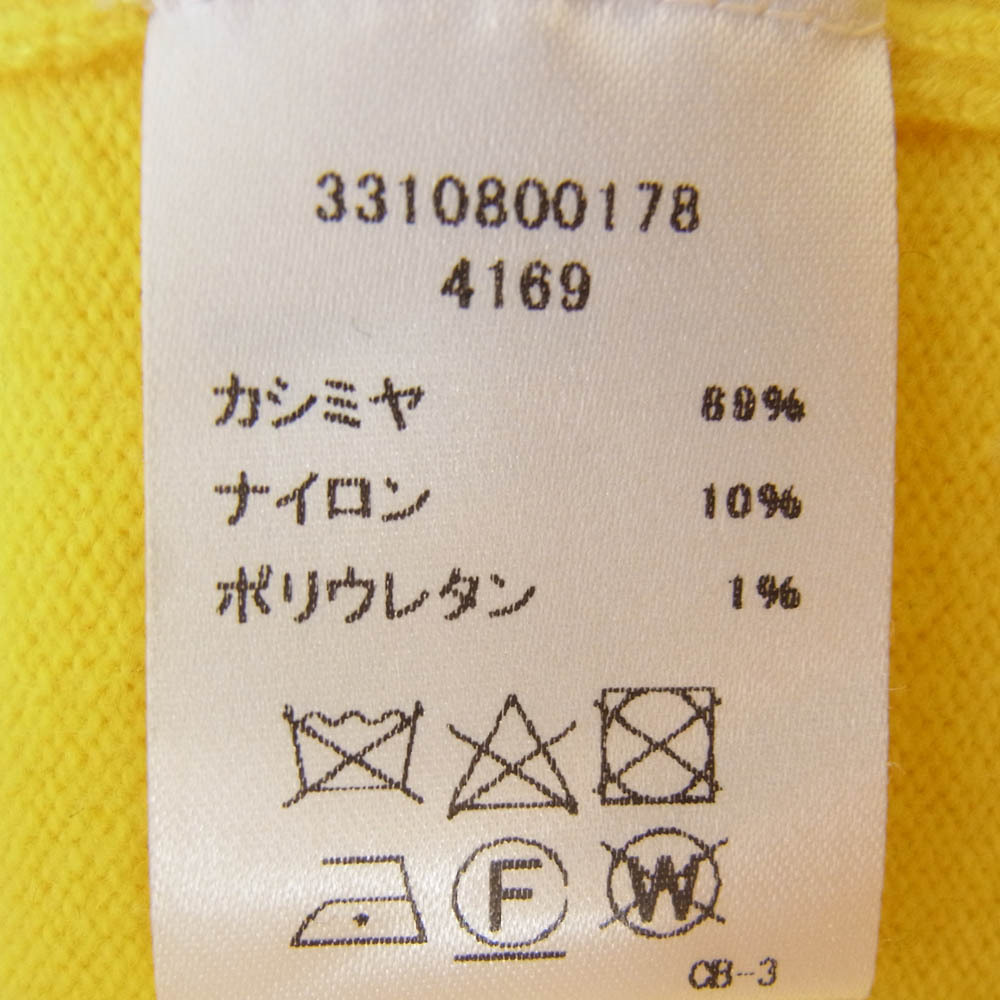 3310800178
4169
カシミヤ 89%
ナイロン 10%
ポリウレタン 1%
F W
CB-3